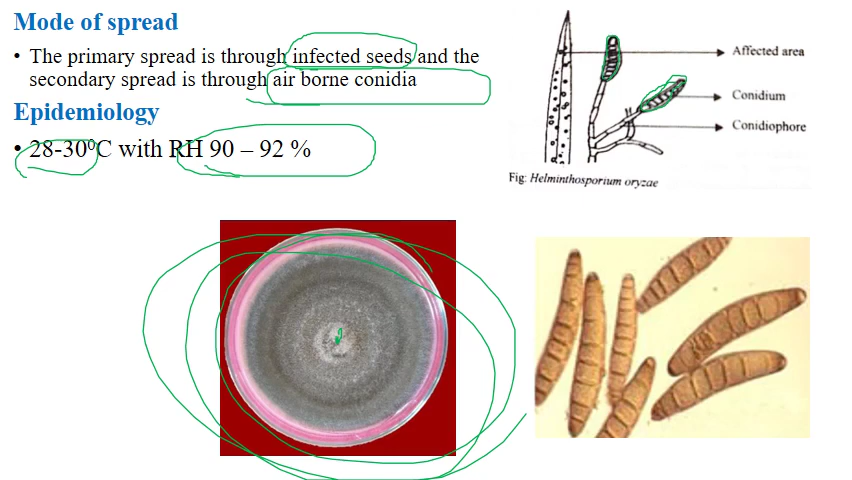 Mode of spread
• The primary spread is through infected seeds and the
secondary spread is through air borne conidia
Epidemiology
• 28-30⁰C with RH 90 – 92 %
Affected area
Conidium
Conidiophore
Fig: Helminthosporium oryzae